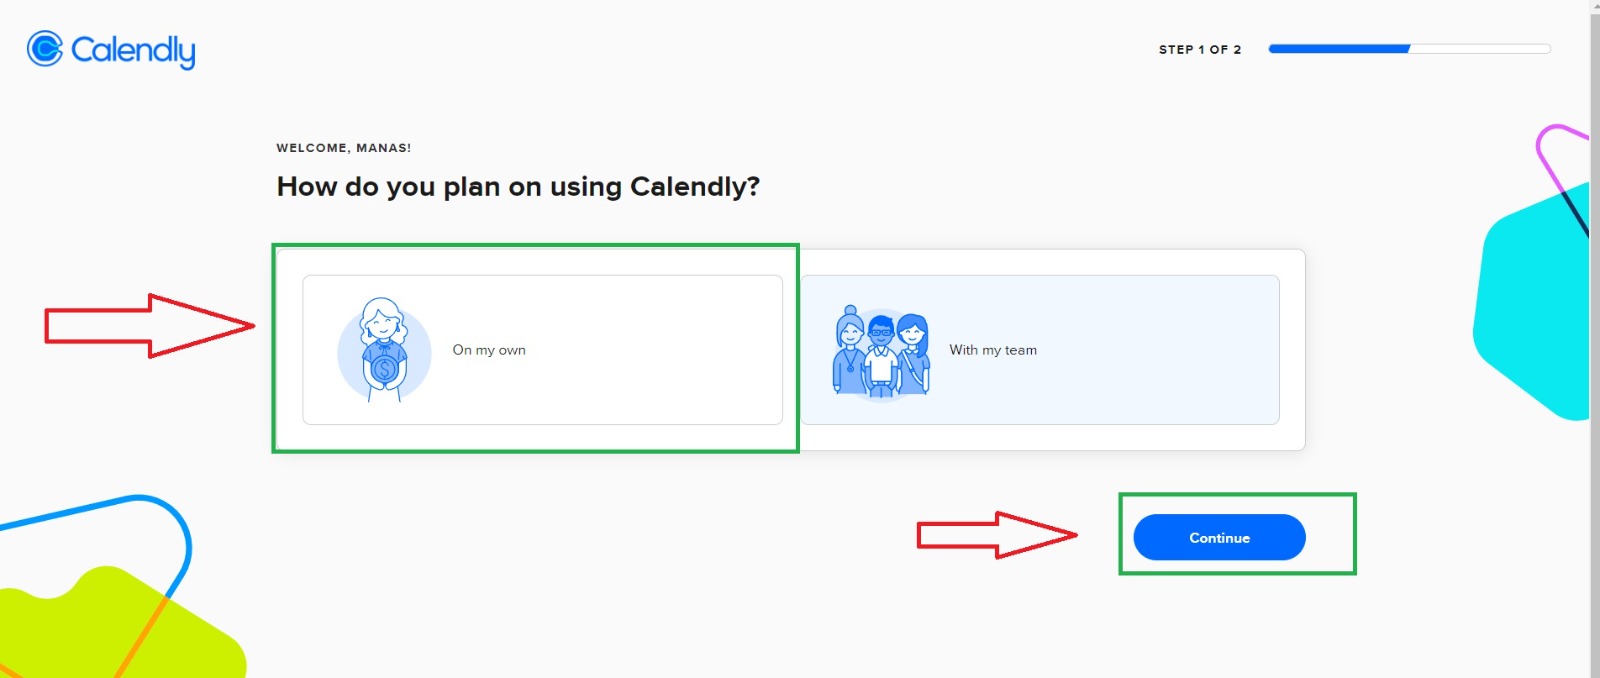 Calendly
STEP 1 OF 2
WELCOME, MANAS!
How do you plan on using Calendly?
On my own
With my team
Continue